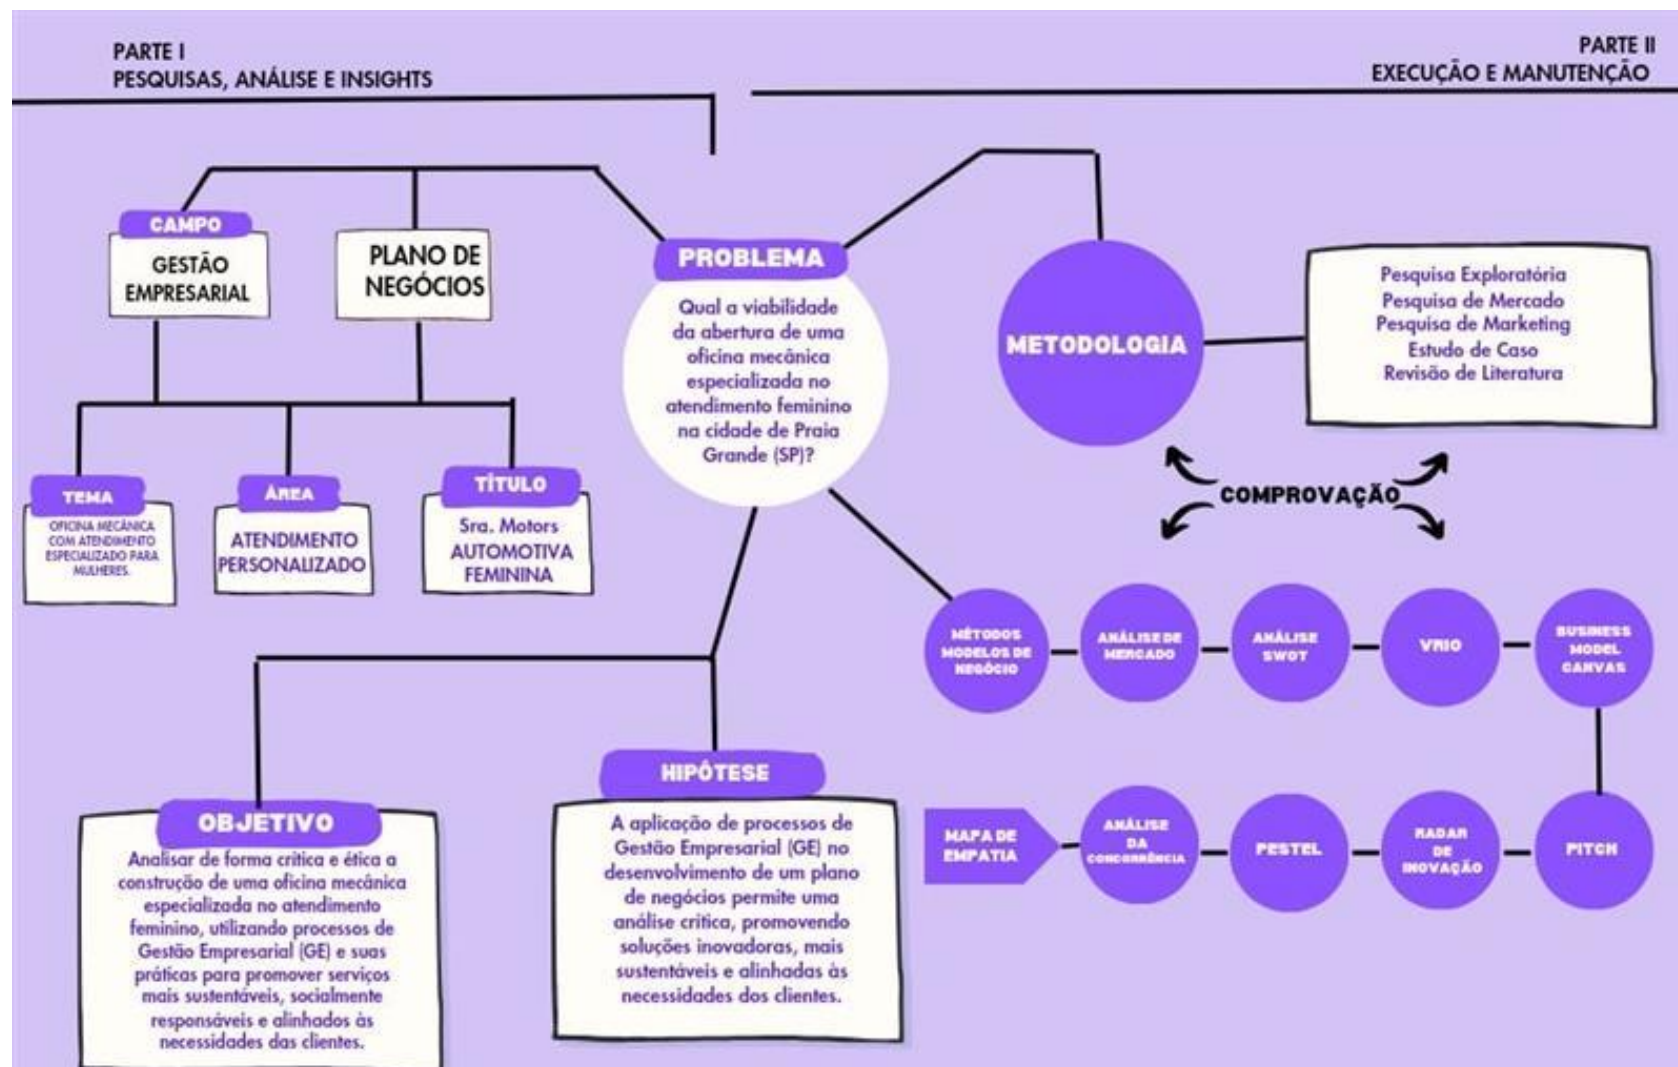 PARTE I
PESQUISAS, ANÁLISE E INSIGHTS
PARTE II
EXECUÇÃO E MANUTENÇÃO
CAMPO
GESTÃO
EMPRESARIAL
PLANO DE
NEGÓCIOS
TEMA
OFICINA MECÂNICA
COM ATENDIMENTO
ESPECIALIZADO PARA
MULHERES.
ÁREA
ATENDIMENTO
PERSONALIZADO
TÍTULO
Sra. Motors
AUTOMOTIVA
FEMININA
PROBLEMA
Qual a viabilidade
da abertura de uma
oficina mecânica
especializada no
atendimento feminino
na cidade de Praia
Grande (SP)?
OBJETIVO
Analisar de forma crítica e ética a
construção de uma oficina mecânica
especializada no atendimento
feminino, utilizando processos de
Gestão Empresarial (GE) e suas
práticas para promover serviços
mais sustentáveis, socialmente
responsáveis e alinhados às
necessidades das clientes.
HIPÓTESE
A aplicação de processos de
Gestão Empresarial (GE) no
desenvolvimento de um plano
de negócios permite uma
análise crítica, promovendo
soluções inovadoras, mais
sustentáveis e alinhadas às
necessidades dos clientes.
METODOLOGIA
Pesquisa Exploratória
Pesquisa de Mercado
Pesquisa de Marketing
Estudo de Caso
Revisão de Literatura
COMPROVAÇÃO
MÉTODOS
MODELOS DE
NEGÓCIO
ANÁLISE DE
MERCADO
ANÁLISE
SWOT
VRIO
BUSINESS
MODEL
CANVAS
MAPA DE
EMPATIA
ANÁLISE
DA
CONCORRÊNCIA
PESTEL
RADAR
DE
INOVAÇÃO
PITCH